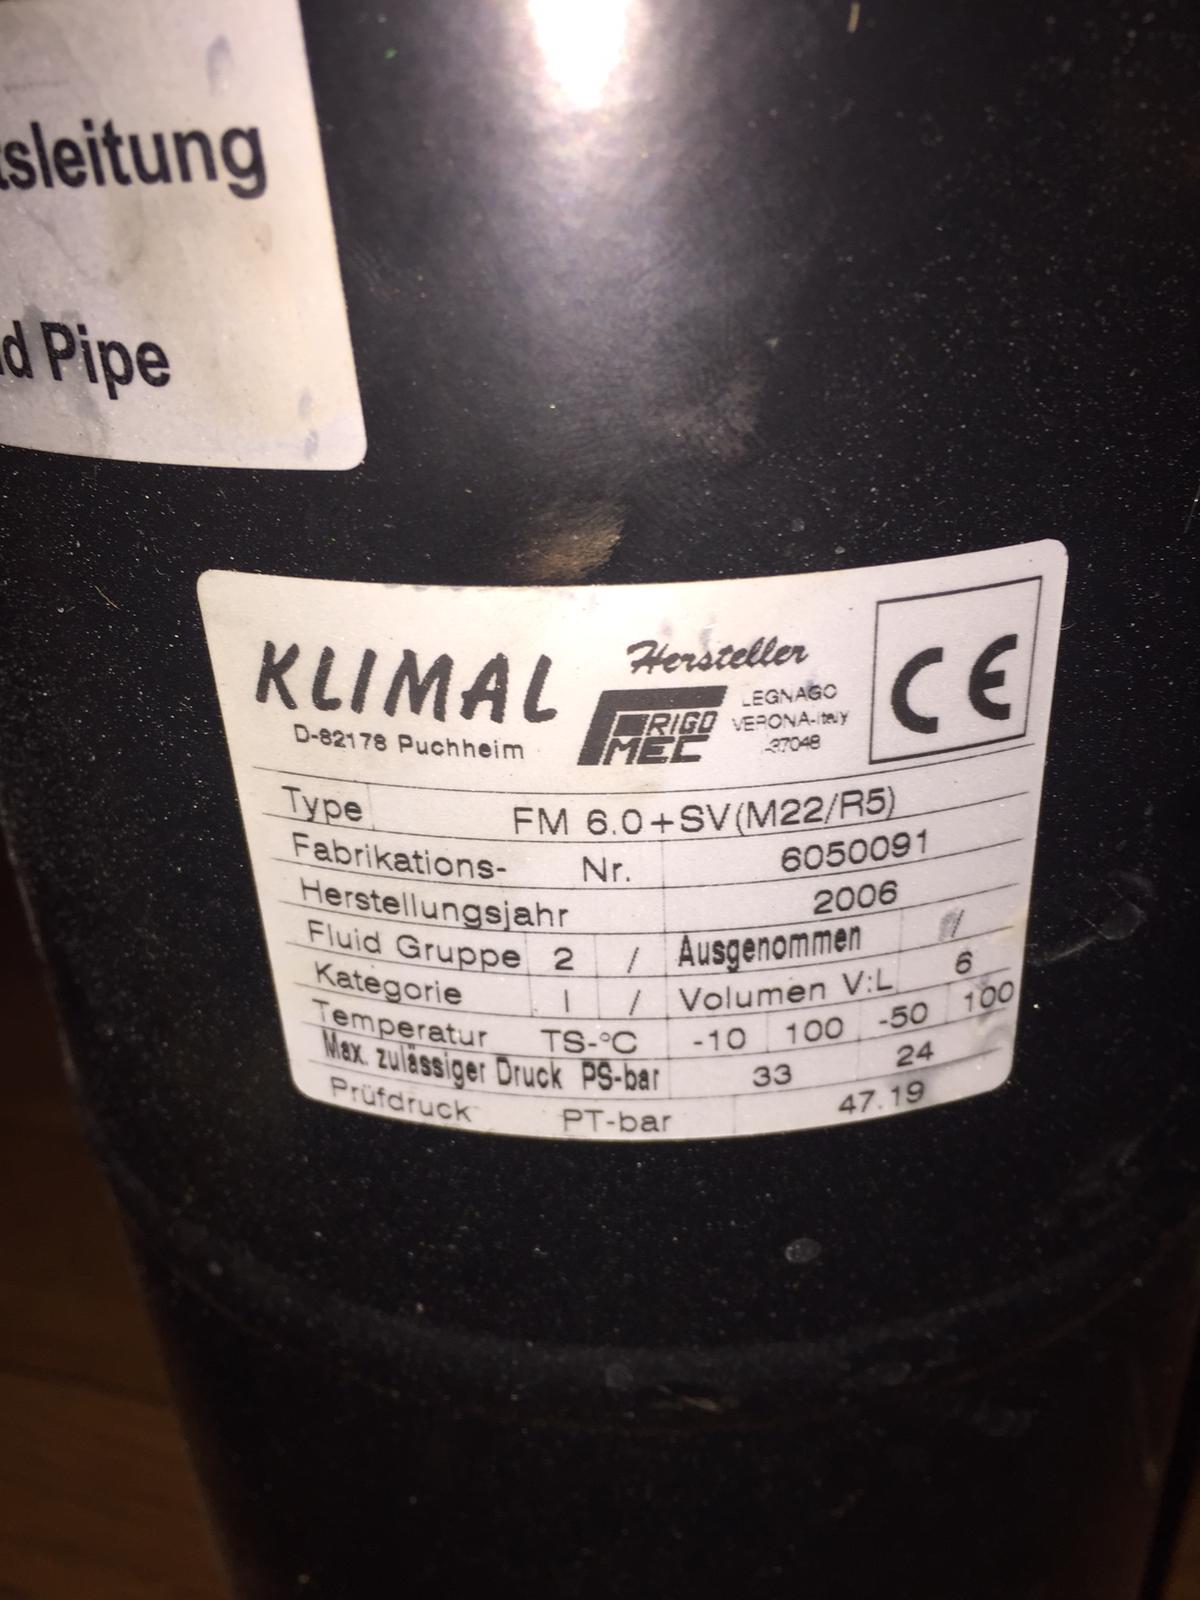 tsleitung
d Pipe
KLIMAL
D-82178 Puchheim
Hersteller
FRIGO
MEC
LEGNAGO
VERONA-Italy
-37048
CE
Type FM 6.0+SV(M22/R5)
Fabrikations- Nr. 6050091
Herstellungsjahr 2006
Fluid Gruppe 2 / Ausgenommen /
Kategorie I / Volumen V:L 6
Temperatur TS-°C -10 100 -50 100
Max. zulässiger Druck PS-bar 33 24
Prüfdruck PT-bar 47.19